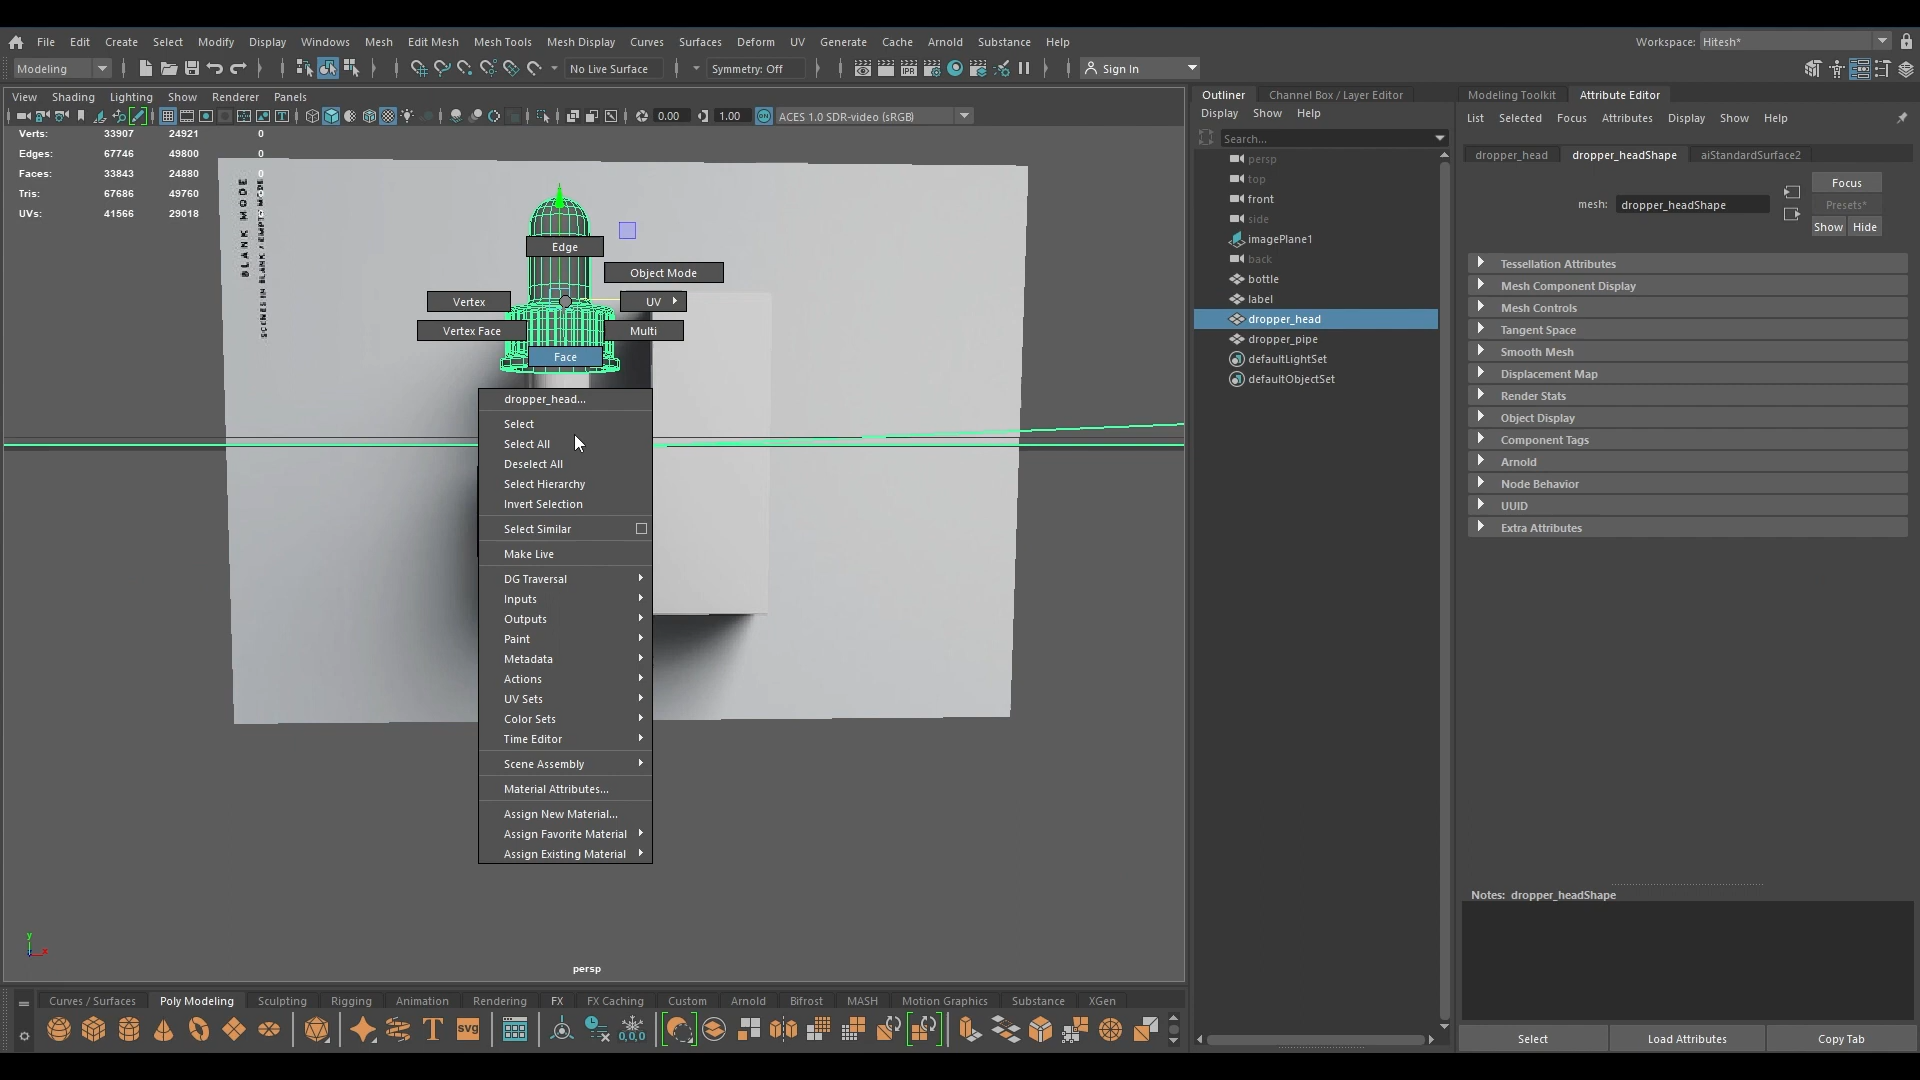 File Edit Create Select Modify Display Windows Mesh Edit Mesh Mesh Tools Mesh Display Curves Surfaces Deform UV Generate Cache Arnold Substance Help
Workspace: Hitesh*
Modeling
No Live Surface
Symmetry: Off
IPR
Sign In
View Shading Lighting Show Renderer Panels
0.00
1.00
ON
ACES 1.0 SDR-video (sRGB)
Verts: 33907 24921 0
Edges: 67746 49800 0
Faces: 33843 24880 0
Tris: 67686 49760 0
UVs: 41566 29018 0
BLANK MODE
SCENES IN BLANK / EMPTY MODE
Edge
Object Mode
Vertex
UV
Vertex Face
Multi
Face
dropper_head...
Select
Select All
Deselect All
Select Hierarchy
Invert Selection
Select Similar
Make Live
DG Traversal
Inputs
Outputs
Paint
Metadata
Actions
UV Sets
Color Sets
Time Editor
Scene Assembly
Material Attributes...
Assign New Material...
Assign Favorite Material
Assign Existing Material
y
x
persp
Outliner
Channel Box / Layer Editor
Display Show Help
Search...
persp
top
front
side
imagePlane1
back
bottle
label
dropper_head
dropper_pipe
defaultLightSet
defaultObjectSet
Modeling Toolkit
Attribute Editor
List Selected Focus Attributes Display Show Help
dropper_head
dropper_headShape
aiStandardSurface2
mesh: dropper_headShape
Focus
Presets*
Show Hide
Tessellation Attributes
Mesh Component Display
Mesh Controls
Tangent Space
Smooth Mesh
Displacement Map
Render Stats
Object Display
Component Tags
Arnold
Node Behavior
UUID
Extra Attributes
Notes: dropper_headShape
Select
Load Attributes
Copy Tab
Curves / Surfaces Poly Modeling Sculpting Rigging Animation Rendering FX FX Caching Custom Arnold Bifrost MASH Motion Graphics Substance XGen
T
svg
0,0,0